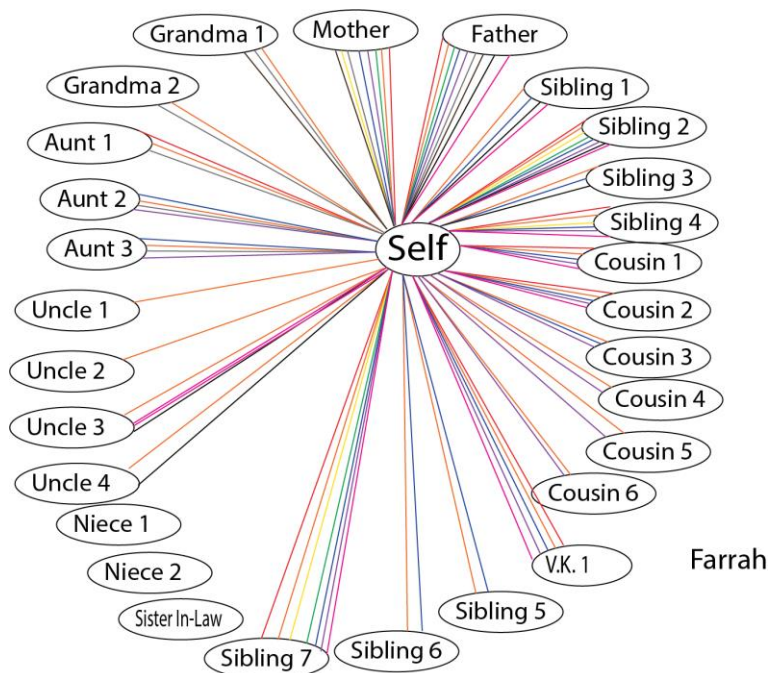 Grandma 1
Mother
Father
Grandma 2
Sibling 1
Aunt 1
Sibling 2
Aunt 2
Sibling 3
Aunt 3
Sibling 4
Self
Cousin 1
Uncle 1
Cousin 2
Uncle 2
Cousin 3
Uncle 3
Cousin 4
Uncle 4
Cousin 5
Niece 1
Cousin 6
Niece 2
V.K. 1
Farrah
Sister In-Law
Sibling 5
Sibling 7
Sibling 6